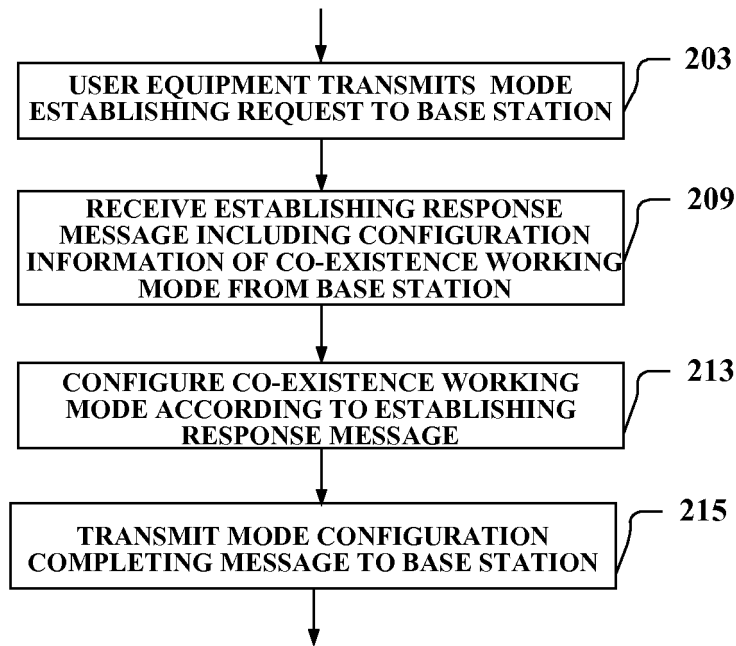 203
USER EQUIPMENT TRANSMITS MODE
ESTABLISHING REQUEST TO BASE STATION
209
RECEIVE ESTABLISHING RESPONSE
MESSAGE INCLUDING CONFIGURATION
INFORMATION OF CO-EXISTENCE WORKING
MODE FROM BASE STATION
213
CONFIGURE CO-EXISTENCE WORKING
MODE ACCORDING TO ESTABLISHING
RESPONSE MESSAGE
215
TRANSMIT MODE CONFIGURATION
COMPLETING MESSAGE TO BASE STATION